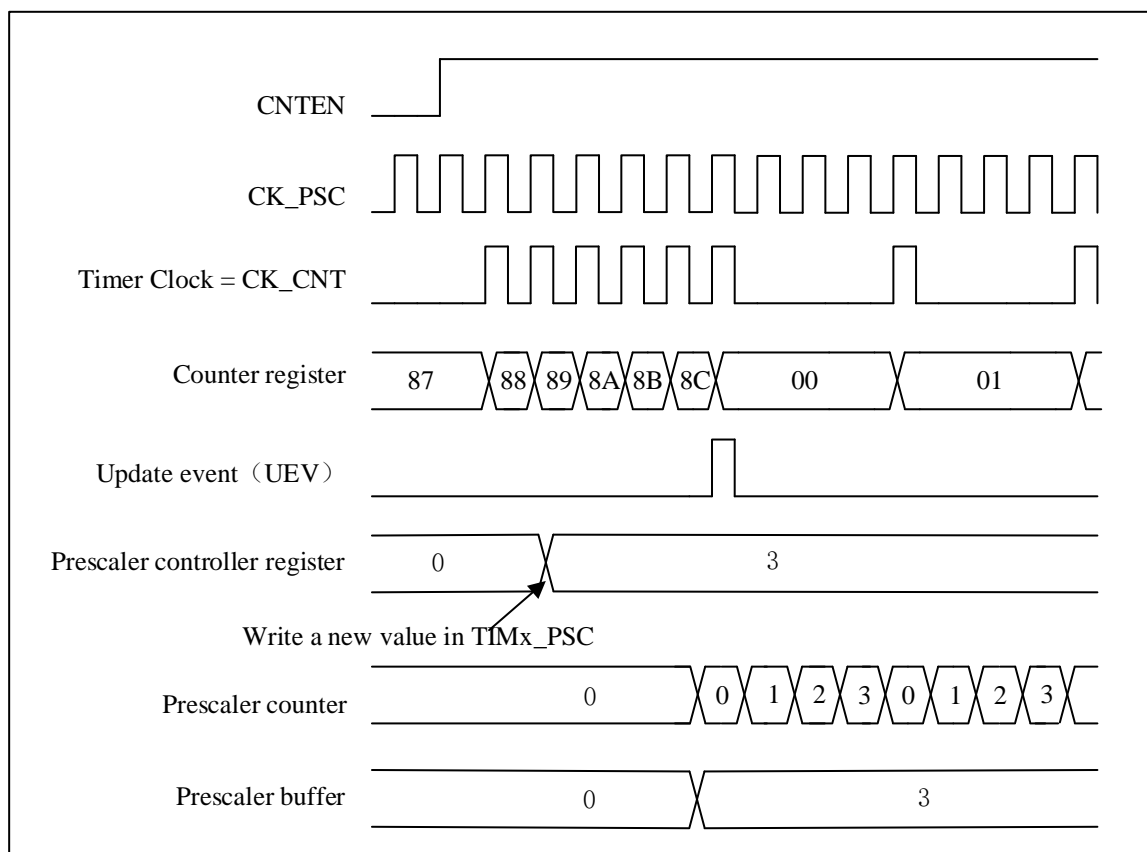 CNTEN
CK_PSC
Timer Clock = CK_CNT
Counter register
87 88 89 8A 8B 8C 00 01
Update event（UEV）
Prescaler controller register
0 3
Write a new value in TIMx_PSC
Prescaler counter
0 0 1 2 3 0 1 2 3
Prescaler buffer
0 3